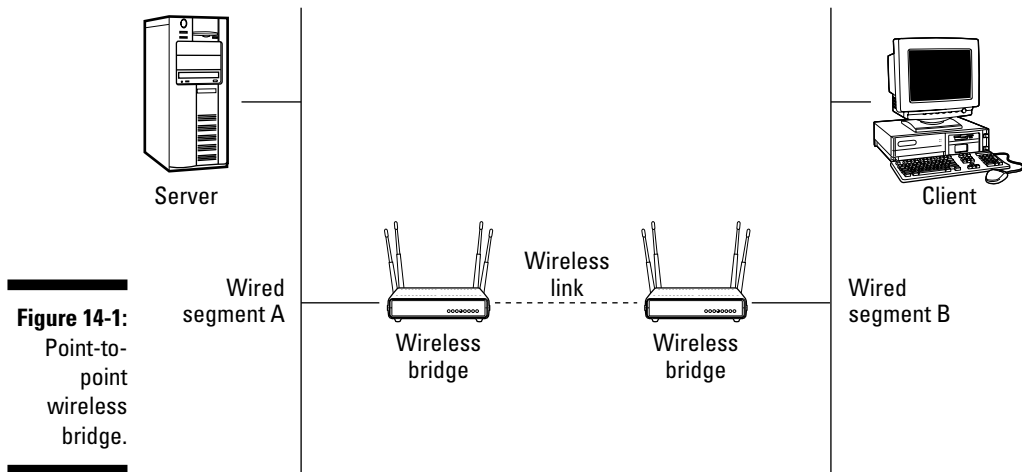 Server
Client
Wired
segment A
Wireless
link
Wired
segment B
Wireless
bridge
Wireless
bridge
Figure 14-1:
Point-to-
point
wireless
bridge.